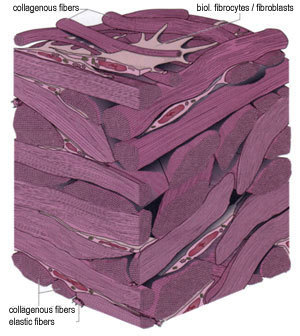 collagenous fibers
biol. fibrocytes / fibroblasts
collagenous fibers
elastic fibers